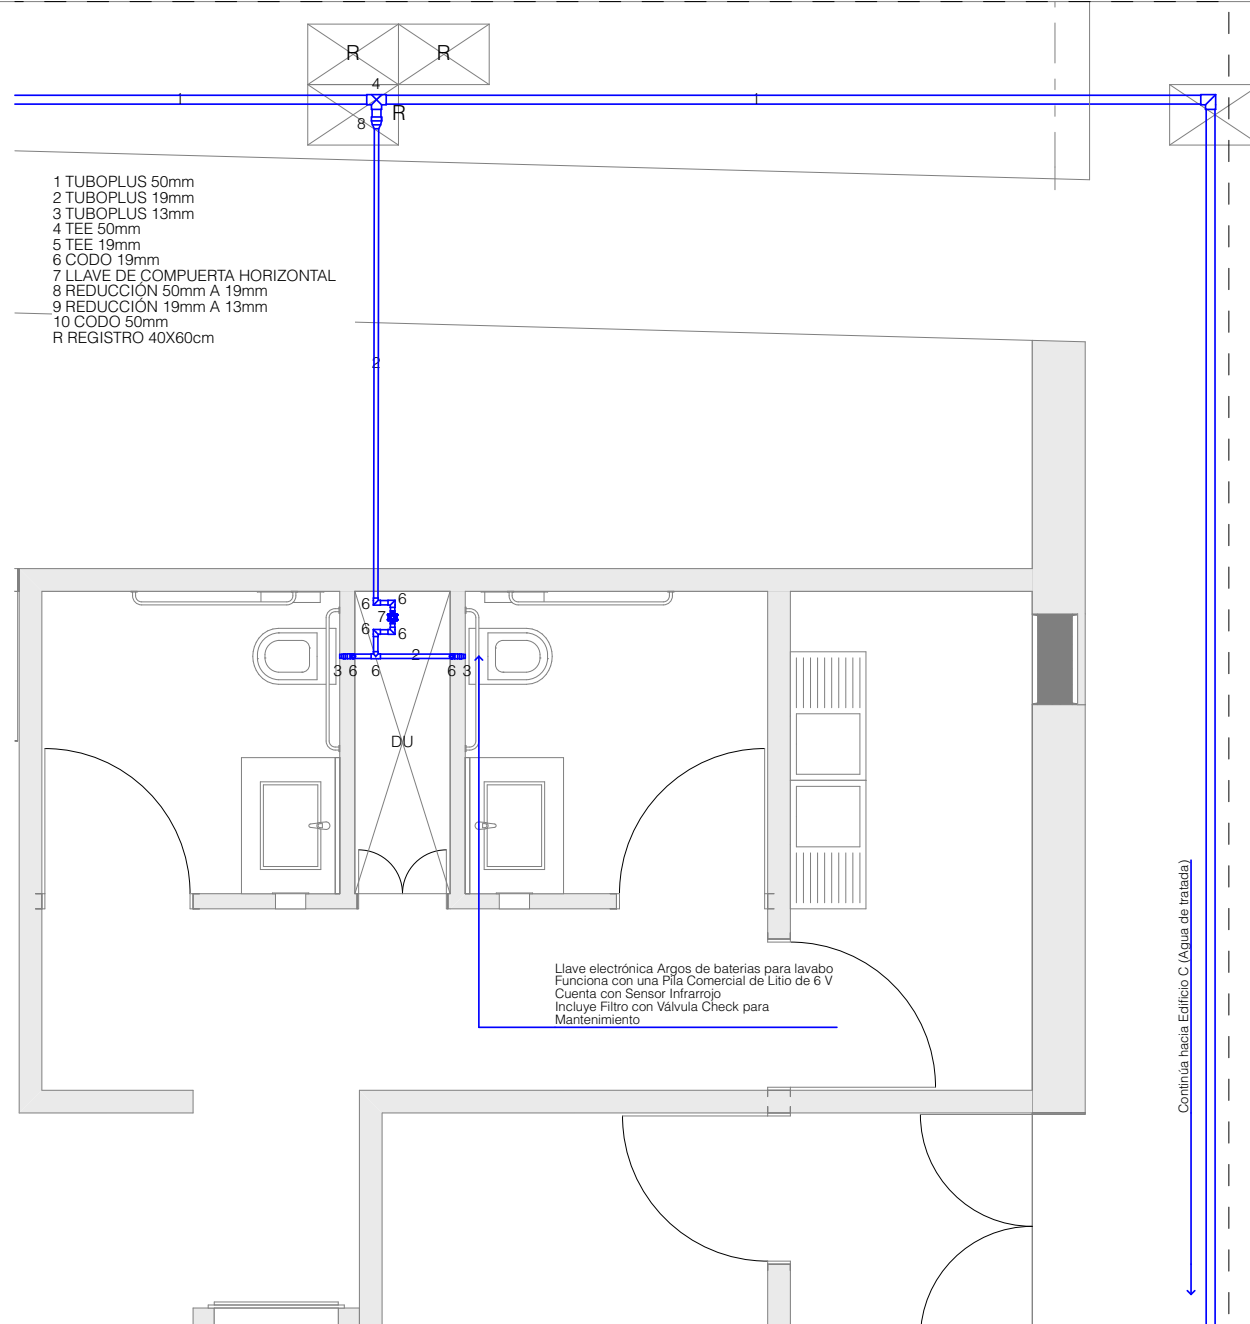 R R
4
1 1
8 R
1 TUBOPLUS 50mm
2 TUBOPLUS 19mm
3 TUBOPLUS 13mm
4 TEE 50mm
5 TEE 19mm
6 CODO 19mm
7 LLAVE DE COMPUERTA HORIZONTAL
8 REDUCCIÓN 50mm A 19mm
9 REDUCCIÓN 19mm A 13mm
10 CODO 50mm
R REGISTRO 40X60cm
2
6 6
7
6 6
2
3 6 6 6 3
DU
Llave electrónica Argos de baterias para lavabo
Funciona con una Pila Comercial de Litio de 6 V
Cuenta con Sensor Infrarrojo
Incluye Filtro con Válvula Check para
Mantenimiento
Continúa hacia Edificio C (Agua de tratada)